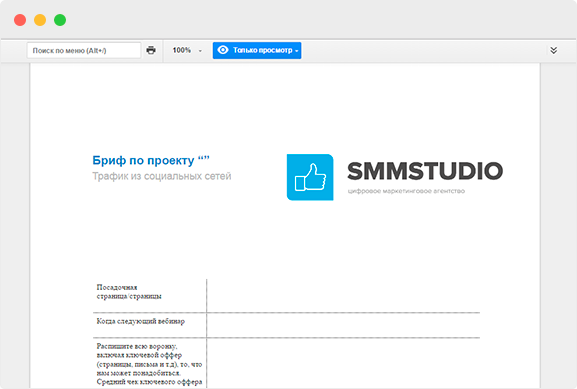 Поиск по меню (Alt+/)
100%
Только просмотр
Бриф по проекту “”
Трафик из социальных сетей
SMMSTUDIO
цифровое маркетинговое агентство
Посадочная
страница/страницы
Когда следующий вебинар
Распишите всю воронку,
включая ключевой оффер
(страницы, письма и т.д), то, что
нам может понадобиться.
Средний чек ключевого оффера